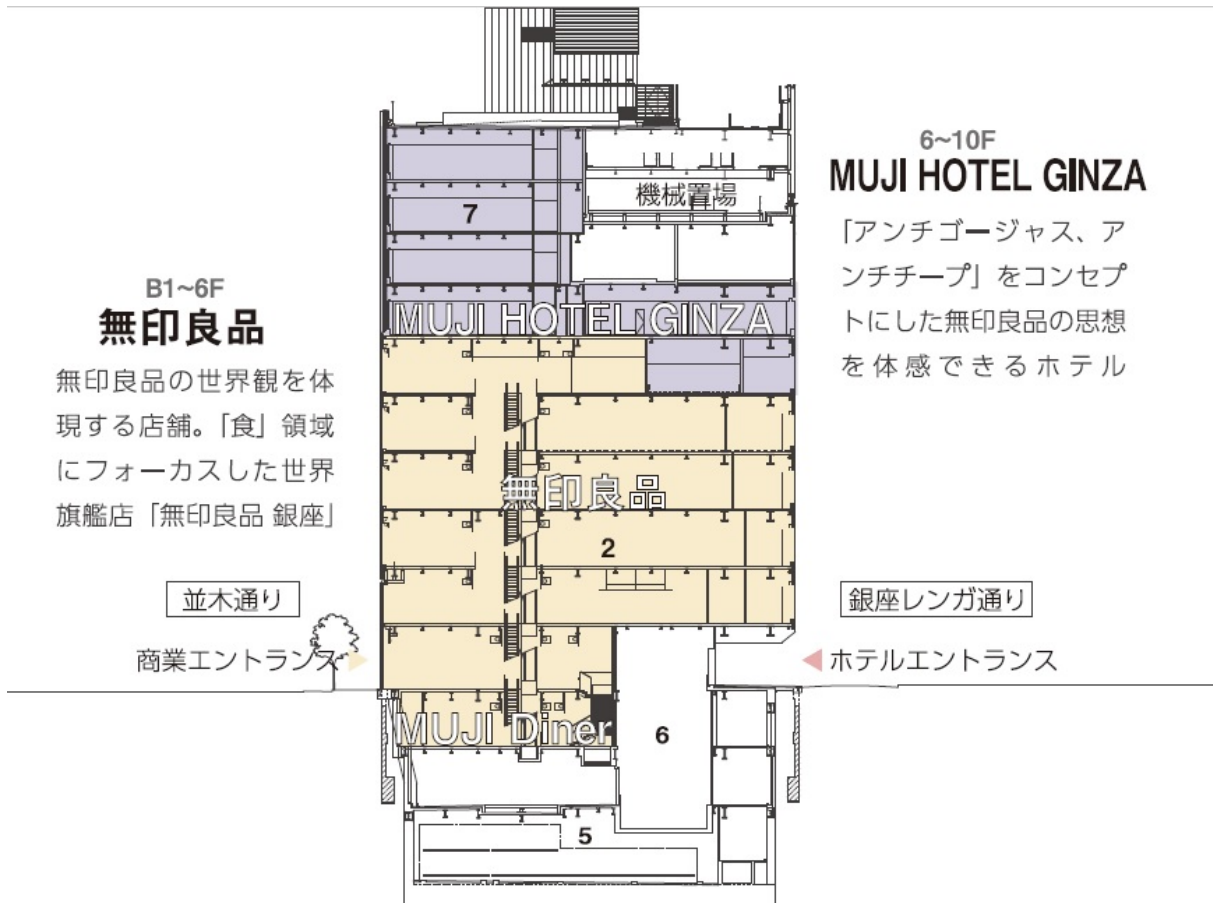 6~10F
MUJI HOTEL GINZA
「アンチゴージャス、ア
ンチチープ」をコンセプ
トにした無印良品の思想
を体感できるホテル
機械置場
7
MUJI HOTEL GINZA
B1~6F
無印良品
無印良品の世界観を体
現する店舗。「食」領域
にフォーカスした世界
旗艦店「無印良品 銀座」
無印良品
2
並木通り
商業エントランス
銀座レンガ通り
ホテルエントランス
MUJI Diner
6
5